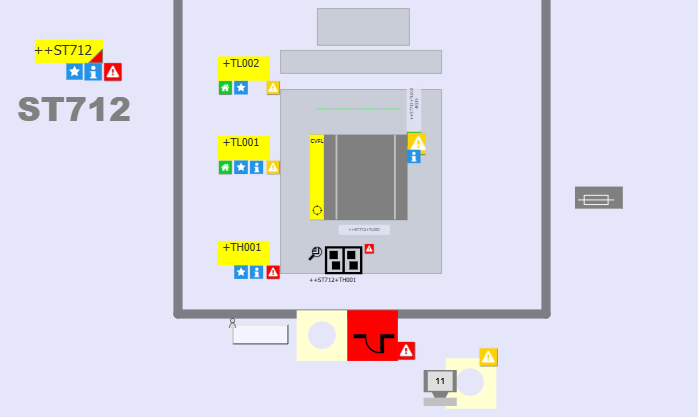 ++ST712
ST712
+TL002
+TL001
+TH001
CVFL
++ST712+TH001
11